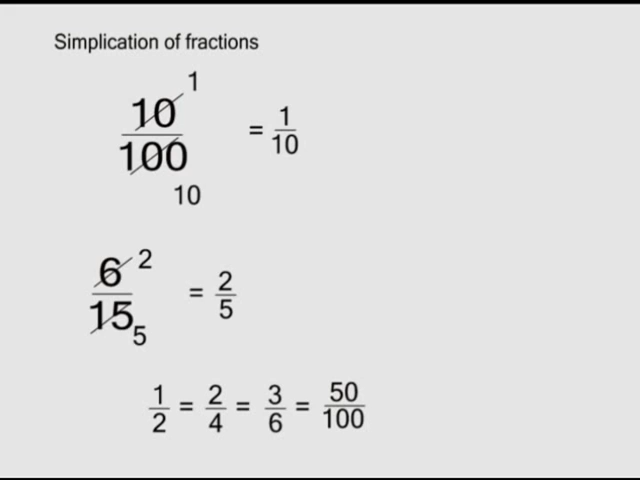 Simplication of fractions
10/100 1 10 = 1/10
6/15 2 5 = 2/5
1/2 = 2/4 = 3/6 = 50/100